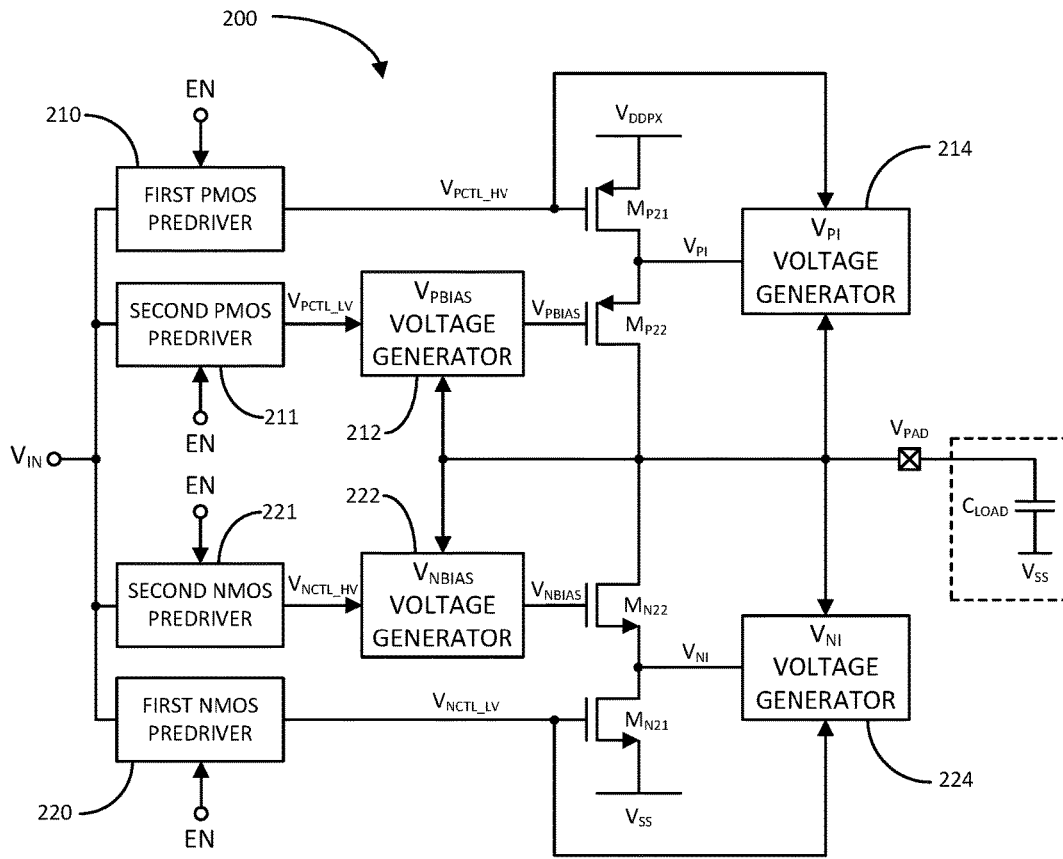 200
EN
210
FIRST PMOS
PREDRIVER
V_PCTL_HV
V_DDPX
M_P21
214
V_PI
V_PI
VOLTAGE
GENERATOR
SECOND PMOS
PREDRIVER
V_PCTL_LV
V_PBIAS
VOLTAGE
GENERATOR
V_PBIAS
M_P22
211
EN
212
V_IN
V_PAD
C_LOAD
V_SS
EN
221
222
SECOND NMOS
PREDRIVER
V_NCTL_HV
V_NBIAS
VOLTAGE
GENERATOR
V_NBIAS
M_N22
V_NI
V_NI
VOLTAGE
GENERATOR
FIRST NMOS
PREDRIVER
V_NCTL_LV
M_N21
224
220
EN
V_SS